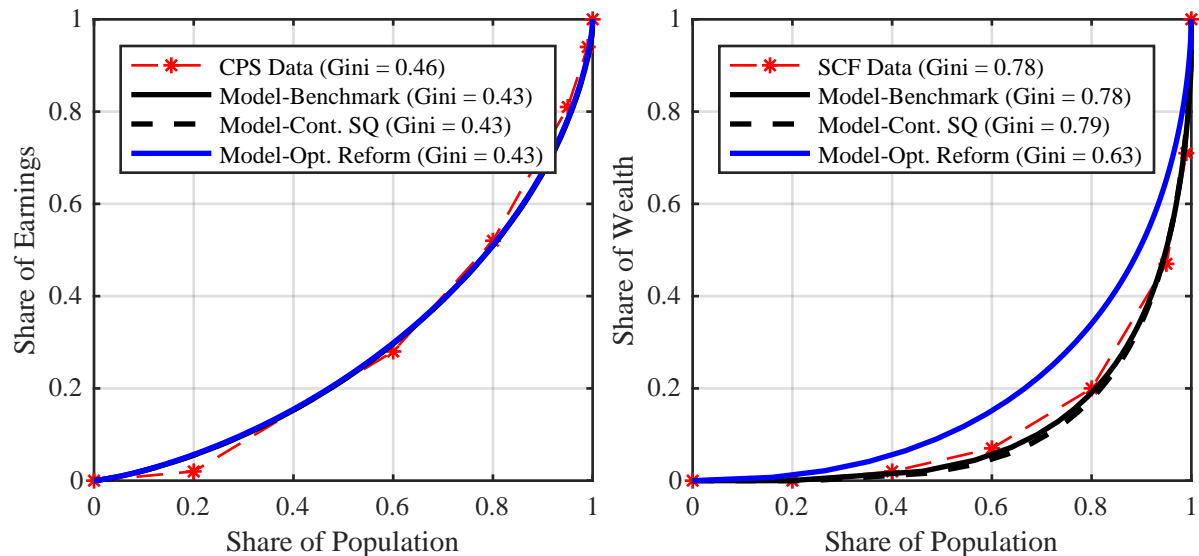 1
0.8
0.6
0.4
0.2
0
0
0.2
0.4
0.6
0.8
1
Share of Earnings
Share of Population
CPS Data (Gini = 0.46)
Model-Benchmark (Gini = 0.43)
Model-Cont. SQ (Gini = 0.43)
Model-Opt. Reform (Gini = 0.43)
1
0.8
0.6
0.4
0.2
0
0
0.2
0.4
0.6
0.8
1
Share of Wealth
Share of Population
SCF Data (Gini = 0.78)
Model-Benchmark (Gini = 0.78)
Model-Cont. SQ (Gini = 0.79)
Model-Opt. Reform (Gini = 0.63)